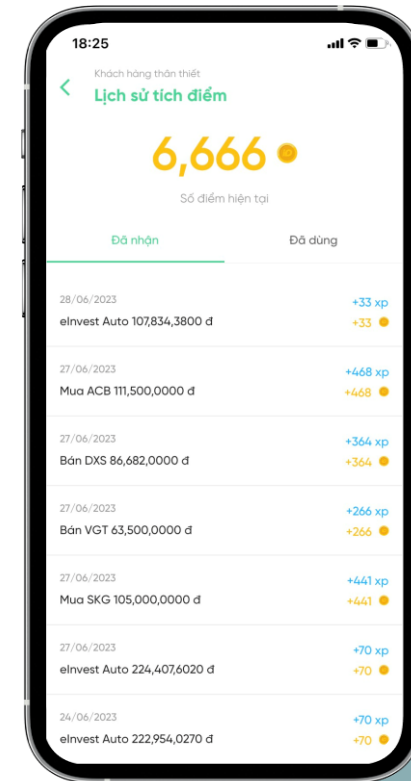 18:25
Khách hàng thân thiết
Lịch sử tích điểm
6,666
Số điểm hiện tại
Đã nhận
Đã dùng
28/06/2023
+33 xp
eInvest Auto 107,834,3800 đ
+33
27/06/2023
+468 xp
Mua ACB 111,500,0000 đ
+468
27/06/2023
+364 xp
Bán DXS 86,682,0000 đ
+364
27/06/2023
+266 xp
Bán VGT 63,500,0000 đ
+266
27/06/2023
+441 xp
Mua SKG 105,000,0000 đ
+441
27/06/2023
+70 xp
eInvest Auto 224,407,6020 đ
+70
24/06/2023
+70 xp
eInvest Auto 222,954,0270 đ
+70